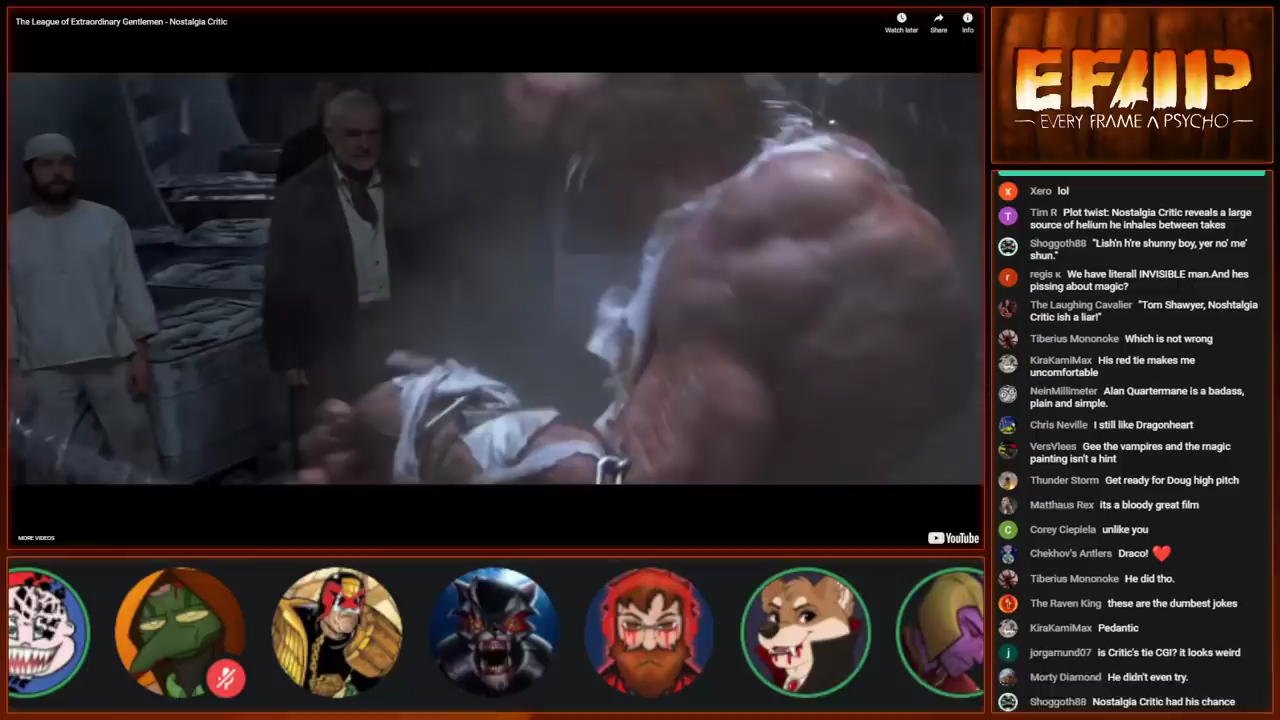 The League of Extraordinary Gentlemen - Nostalgia Critic
Watch later
Share
Info
MORE VIDEOS
YouTube
EFAP
EVERY FRAME A PSYCHO
X Xero lol
T Tim R Plot twist: Nostalgia Critic reveals a large
source of helium he inhales between takes
Shoggoth88 "Lish'n h're shunny boy, yer no' me'
shun."
r regis κ We have literall INVISIBLE man.And hes
pissing about magic?
The Laughing Cavalier "Tom Shawyer, Noshtalgia
Critic ish a liar!"
Tiberius Mononoke Which is not wrong
KiraKamiMax His red tie makes me
uncomfortable
NeinMillimeter Alan Quartermane is a badass,
plain and simple.
Chris Neville I still like Dragonheart
VersVlees Gee the vampires and the magic
painting isn't a hint
Thunder Storm Get ready for Doug high pitch
Matthaus Rex its a bloody great film
C Corey Ciepiela unlike you
Chekhov's Antlers Draco! ❤️
Tiberius Mononoke He did tho.
The Raven King these are the dumbest jokes
KiraKamiMax Pedantic
j jorgamund07 is Critic's tie CGI? it looks weird
Morty Diamond He didn't even try.
Shoggoth88 Nostalgia Critic had his chance